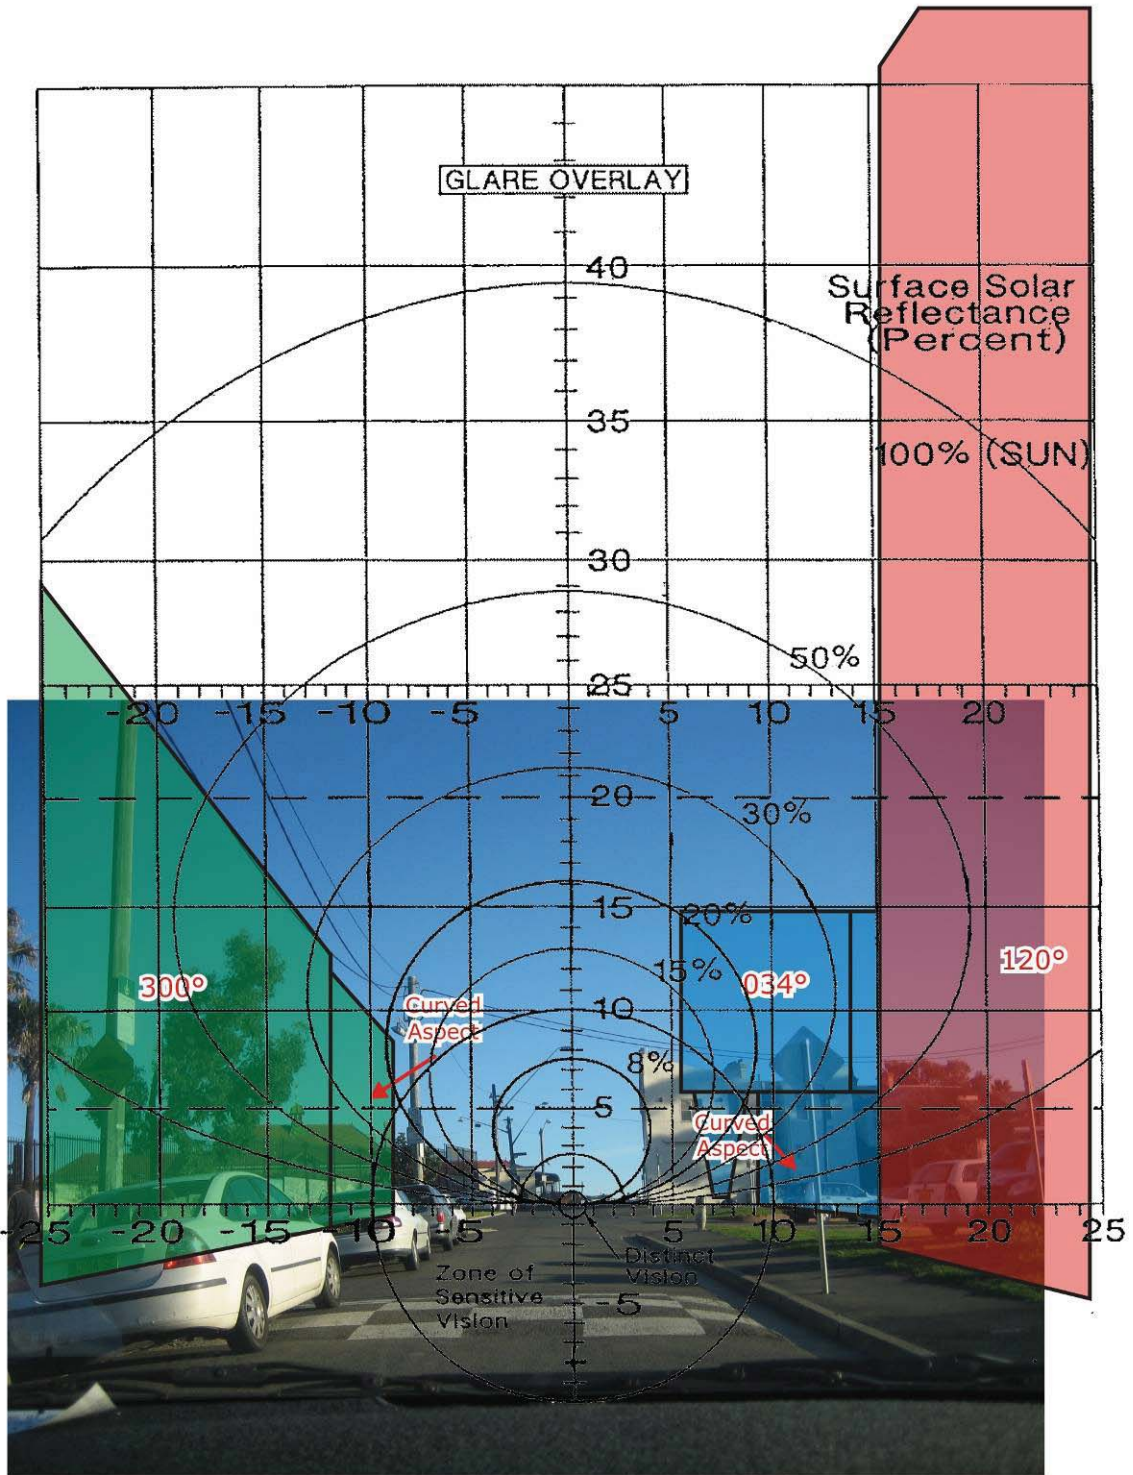 GLARE OVERLAY
40
Surface Solar
Reflectance
(Percent)
35
100% (SUN)
30
50%
25
-20 -15 -10 -5 5 10 15 20
20
30%
15
20%
15%
300°
034°
120°
10
Curved
Aspect
8%
5
Curved
Aspect
-25 -20 -15 -10 5 10 15 20 25
Distinct
Vision
Zone of
Sensitive
Vision
-5